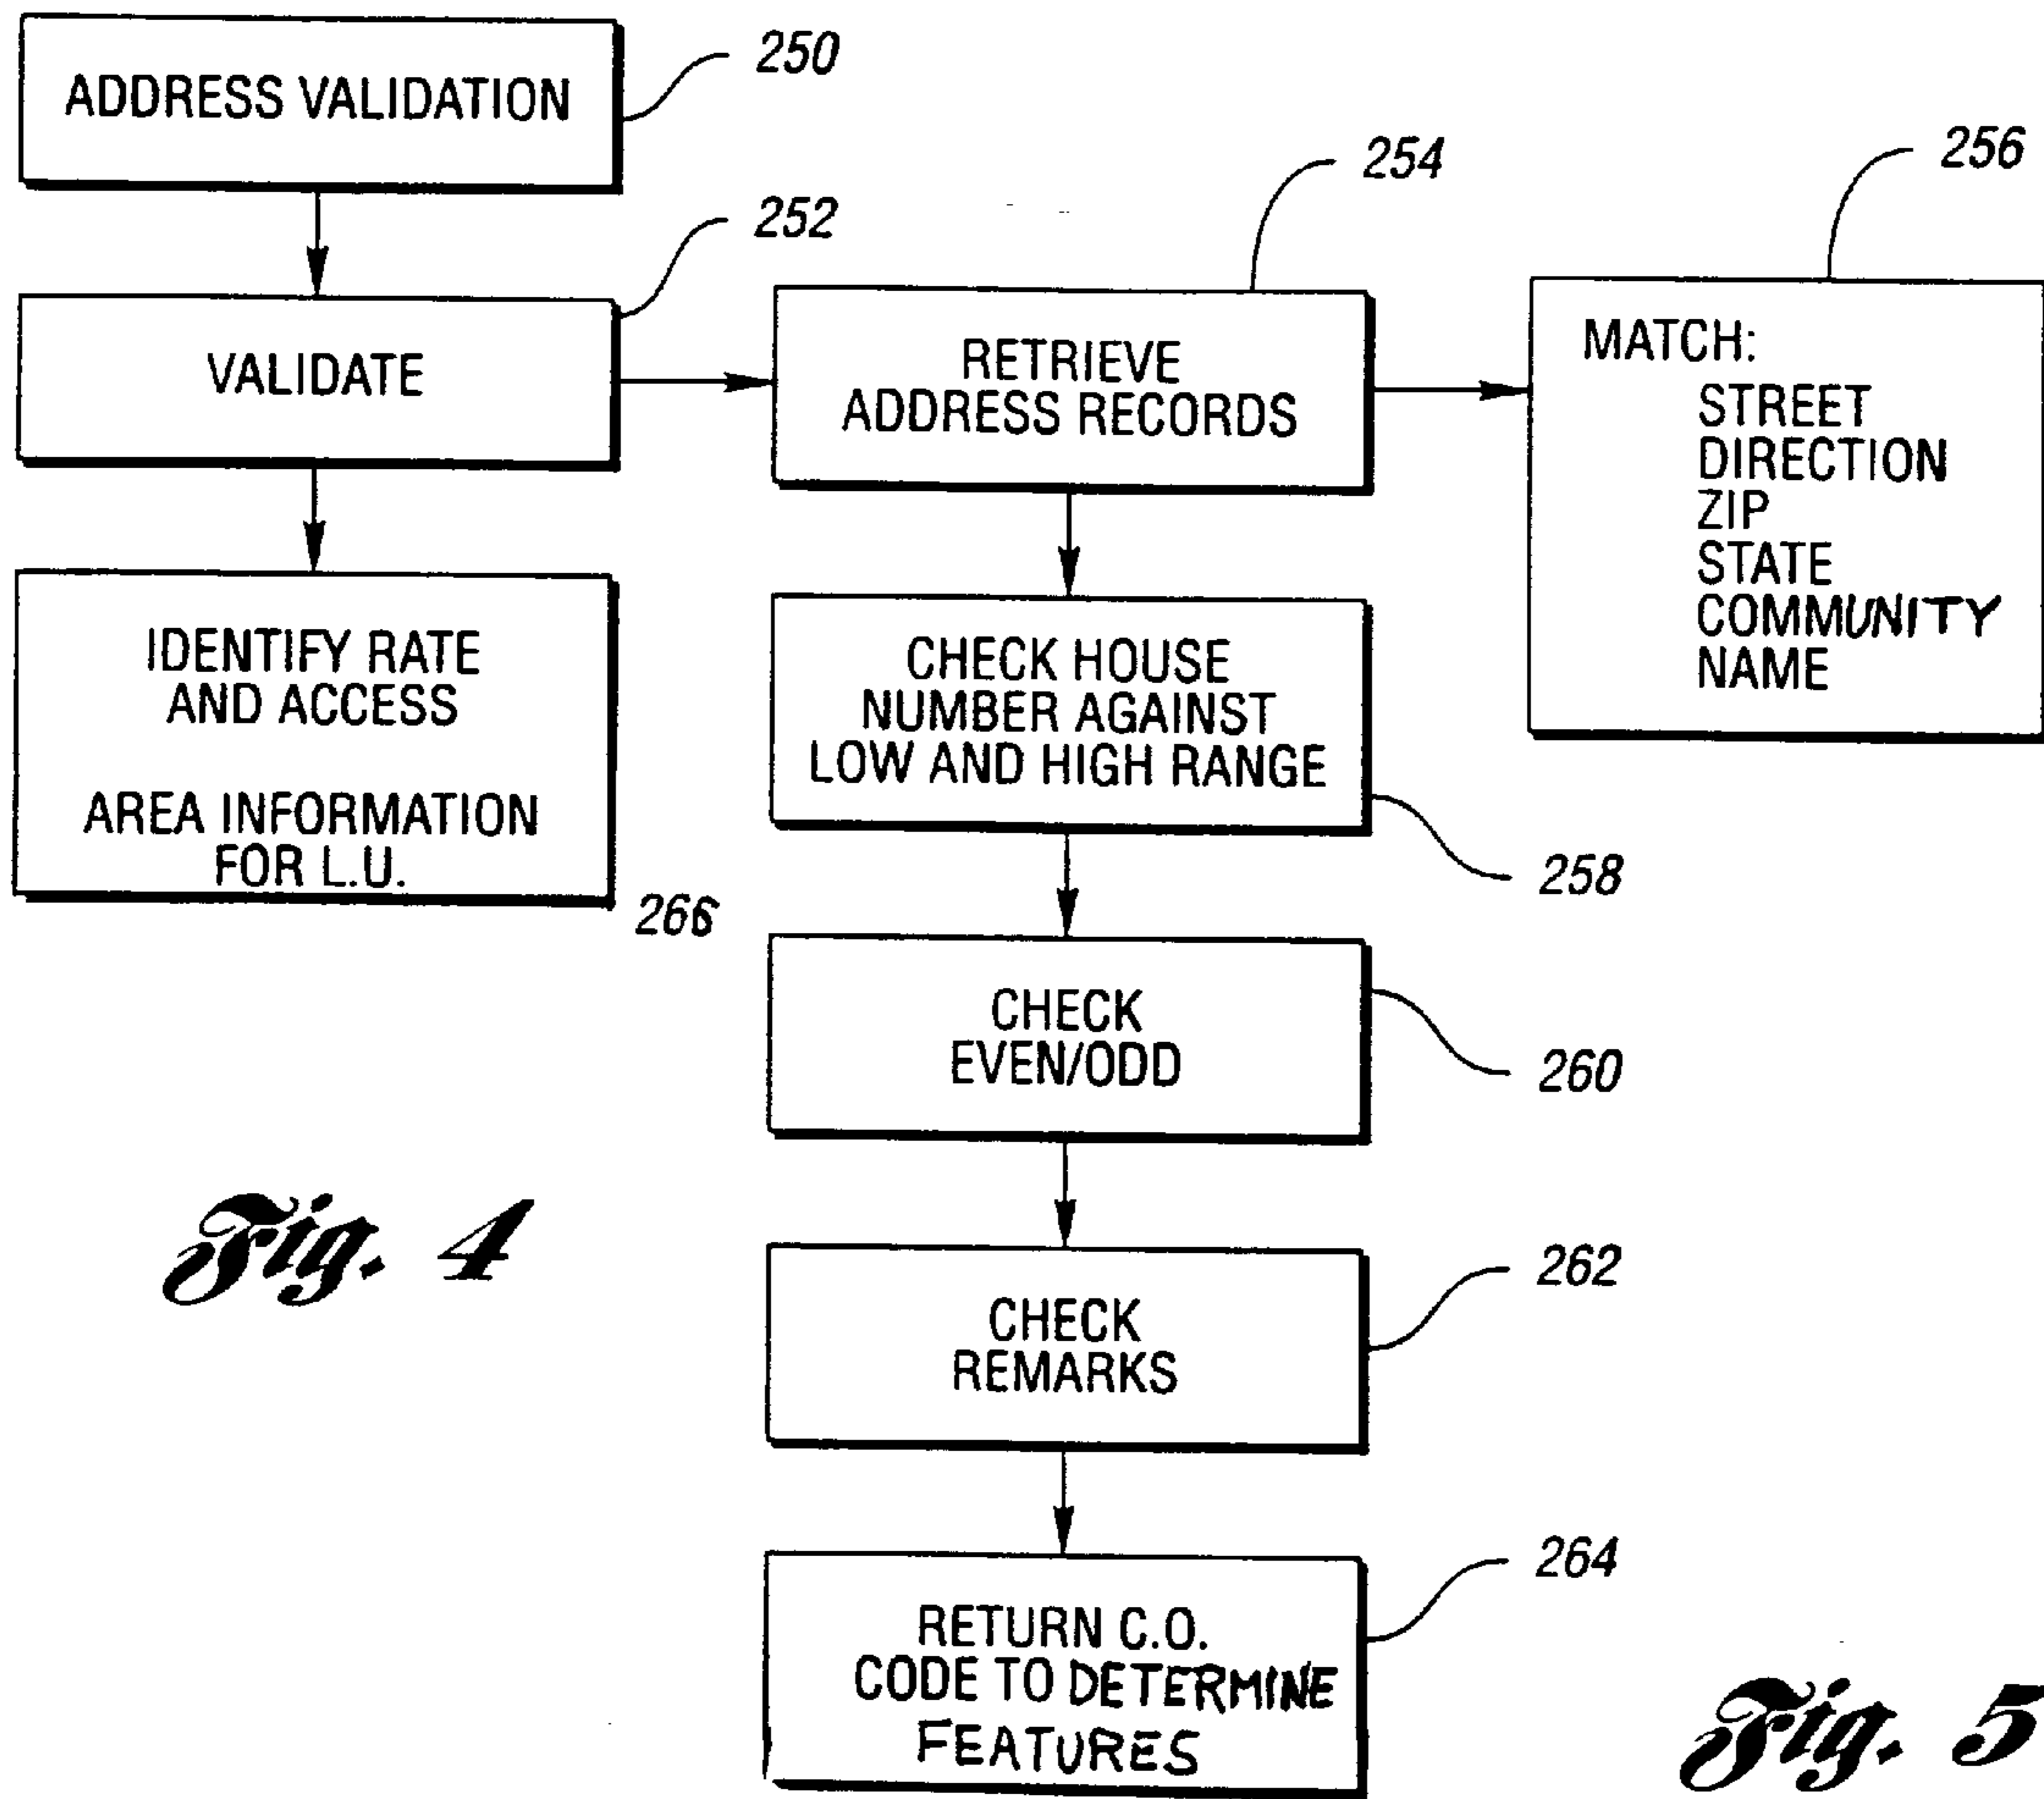 ADDRESS VALIDATION
250
VALIDATE
252
RETRIEVE
ADDRESS RECORDS
254
MATCH:
STREET
DIRECTION
ZIP
STATE
COMMUNITY
NAME
256
IDENTIFY RATE
AND ACCESS
AREA INFORMATION
FOR L.U.
266
CHECK HOUSE
NUMBER AGAINST
LOW AND HIGH RANGE
258
CHECK
EVEN/ODD
260
CHECK
REMARKS
262
RETURN C.O.
CODE TO DETERMINE
FEATURES
264
Fig. 4
Fig. 5